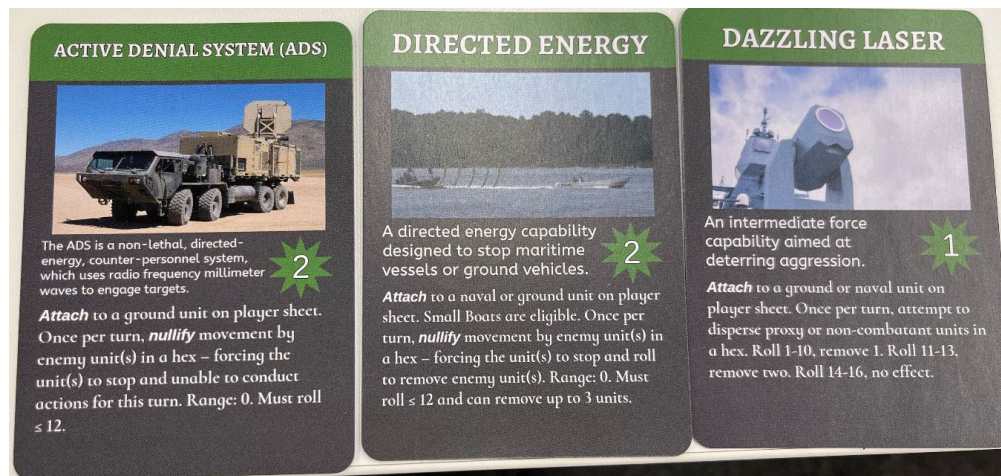 ACTIVE DENIAL SYSTEM (ADS)
The ADS is a non-lethal, directed-
energy, counter-personnel system,
which uses radio frequency millimeter
waves to engage targets.
2
Attach to a ground unit on player sheet.
Once per turn, nullify movement by
enemy unit(s) in a hex – forcing the
unit(s) to stop and unable to conduct
actions for this turn. Range: 0. Must roll
≤ 12.
DIRECTED ENERGY
A directed energy capability
designed to stop maritime
vessels or ground vehicles.
2
Attach to a naval or ground unit on player
sheet. Small Boats are eligible. Once per
turn, nullify movement by enemy unit(s) in
a hex – forcing the unit(s) to stop and roll
to remove enemy unit(s). Range: 0. Must
roll ≤ 12 and can remove up to 3 units.
DAZZLING LASER
An intermediate force
capability aimed at
deterring aggression.
1
Attach to a ground or naval unit on
player sheet. Once per turn, attempt to
disperse proxy or non-combatant units in
a hex. Roll 1-10, remove 1. Roll 11-13,
remove two. Roll 14-16, no effect.